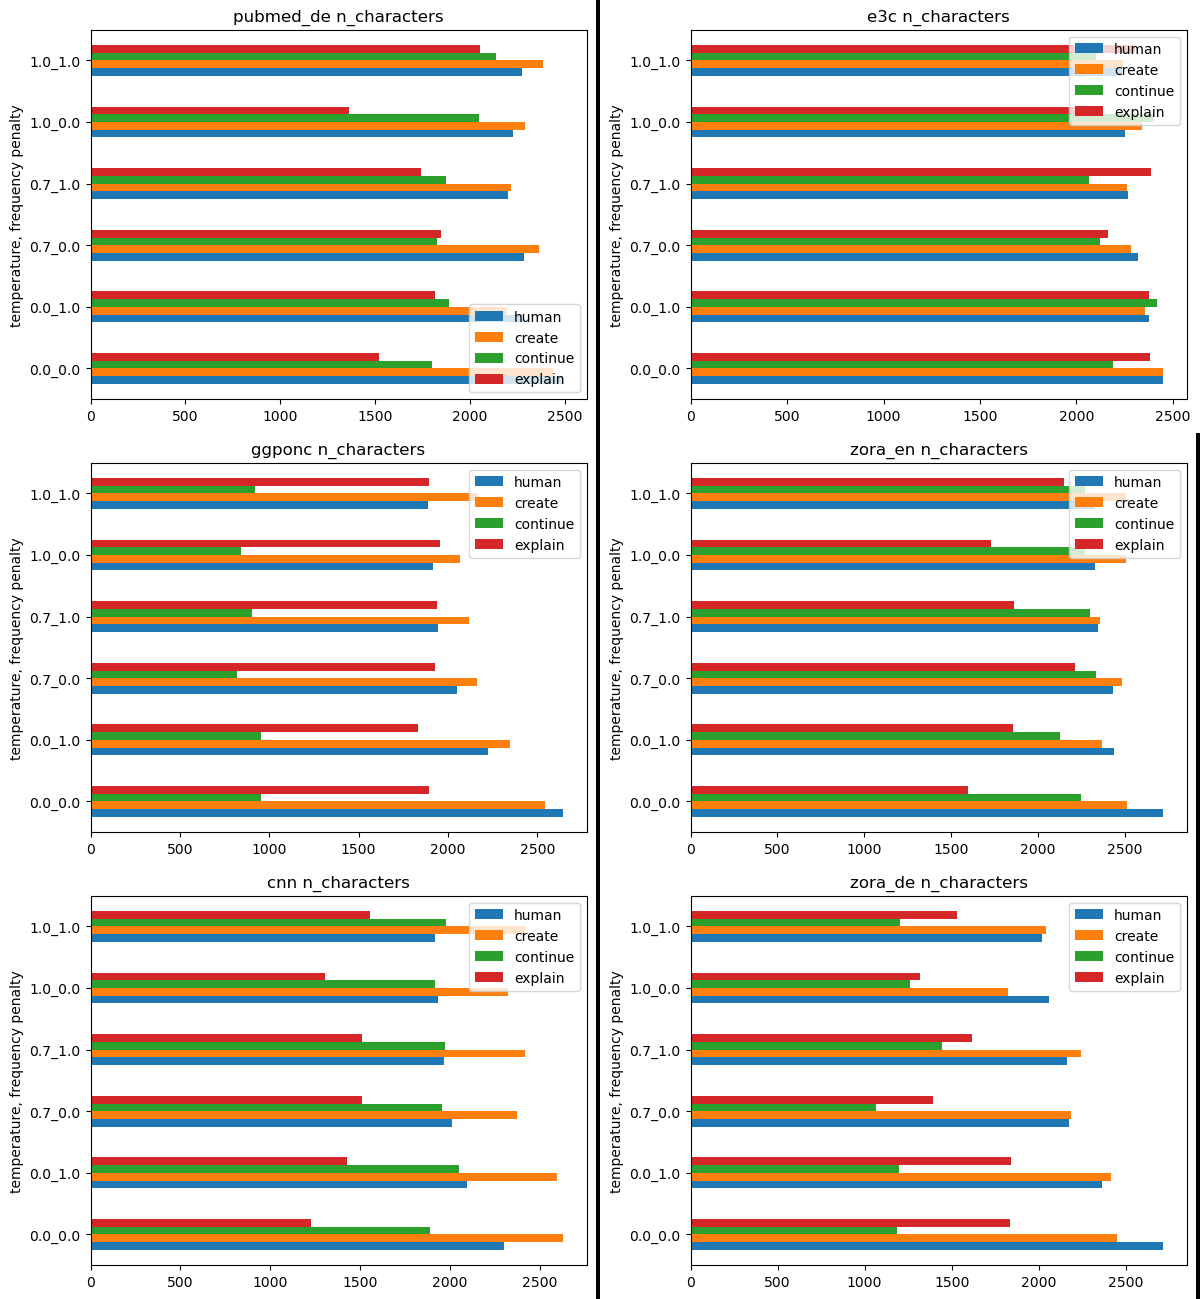 pubmed_de n_characters
temperature, frequency penalty
1.0_1.0
1.0_0.0
0.7_1.0
0.7_0.0
0.0_1.0
0.0_0.0
human
create
continue
explain
0 500 1000 1500 2000 2500
e3c n_characters
temperature, frequency penalty
1.0_1.0
1.0_0.0
0.7_1.0
0.7_0.0
0.0_1.0
0.0_0.0
human
create
continue
explain
0 500 1000 1500 2000 2500
ggponc n_characters
temperature, frequency penalty
1.0_1.0
1.0_0.0
0.7_1.0
0.7_0.0
0.0_1.0
0.0_0.0
human
create
continue
explain
0 500 1000 1500 2000 2500
zora_en n_characters
temperature, frequency penalty
1.0_1.0
1.0_0.0
0.7_1.0
0.7_0.0
0.0_1.0
0.0_0.0
human
create
continue
explain
0 500 1000 1500 2000 2500
cnn n_characters
temperature, frequency penalty
1.0_1.0
1.0_0.0
0.7_1.0
0.7_0.0
0.0_1.0
0.0_0.0
human
create
continue
explain
0 500 1000 1500 2000 2500
zora_de n_characters
temperature, frequency penalty
1.0_1.0
1.0_0.0
0.7_1.0
0.7_0.0
0.0_1.0
0.0_0.0
human
create
continue
explain
0 500 1000 1500 2000 2500